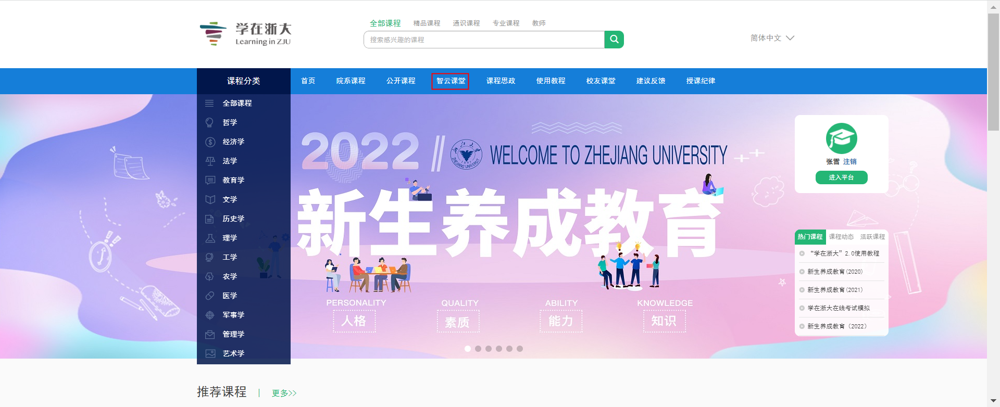 学在浙大
Learning in ZJU
全部课程 精品课程 通识课程 专业课程 教师
搜索感兴趣的课程
简体中文
课程分类 首页 院系课程 公开课程 智云课堂 课程思政 使用教程 校友课堂 建议反馈 授课纪律
全部课程
哲学
经济学
法学
教育学
文学
历史学
理学
工学
农学
医学
军事学
管理学
艺术学
2022 // WELCOME TO ZHEJIANG UNIVERSITY
新生养成教育
PERSONALITY QUALITY ABILITY KNOWLEDGE
人格 素质 能力 知识
张雪 注销
进入平台
热门课程 课程动态 活跃课程
“学在浙大”2.0使用教程
新生养成教育(2020)
新生养成教育(2021)
学在浙大在线考试模拟
新生养成教育（2022）
推荐课程 | 更多>>